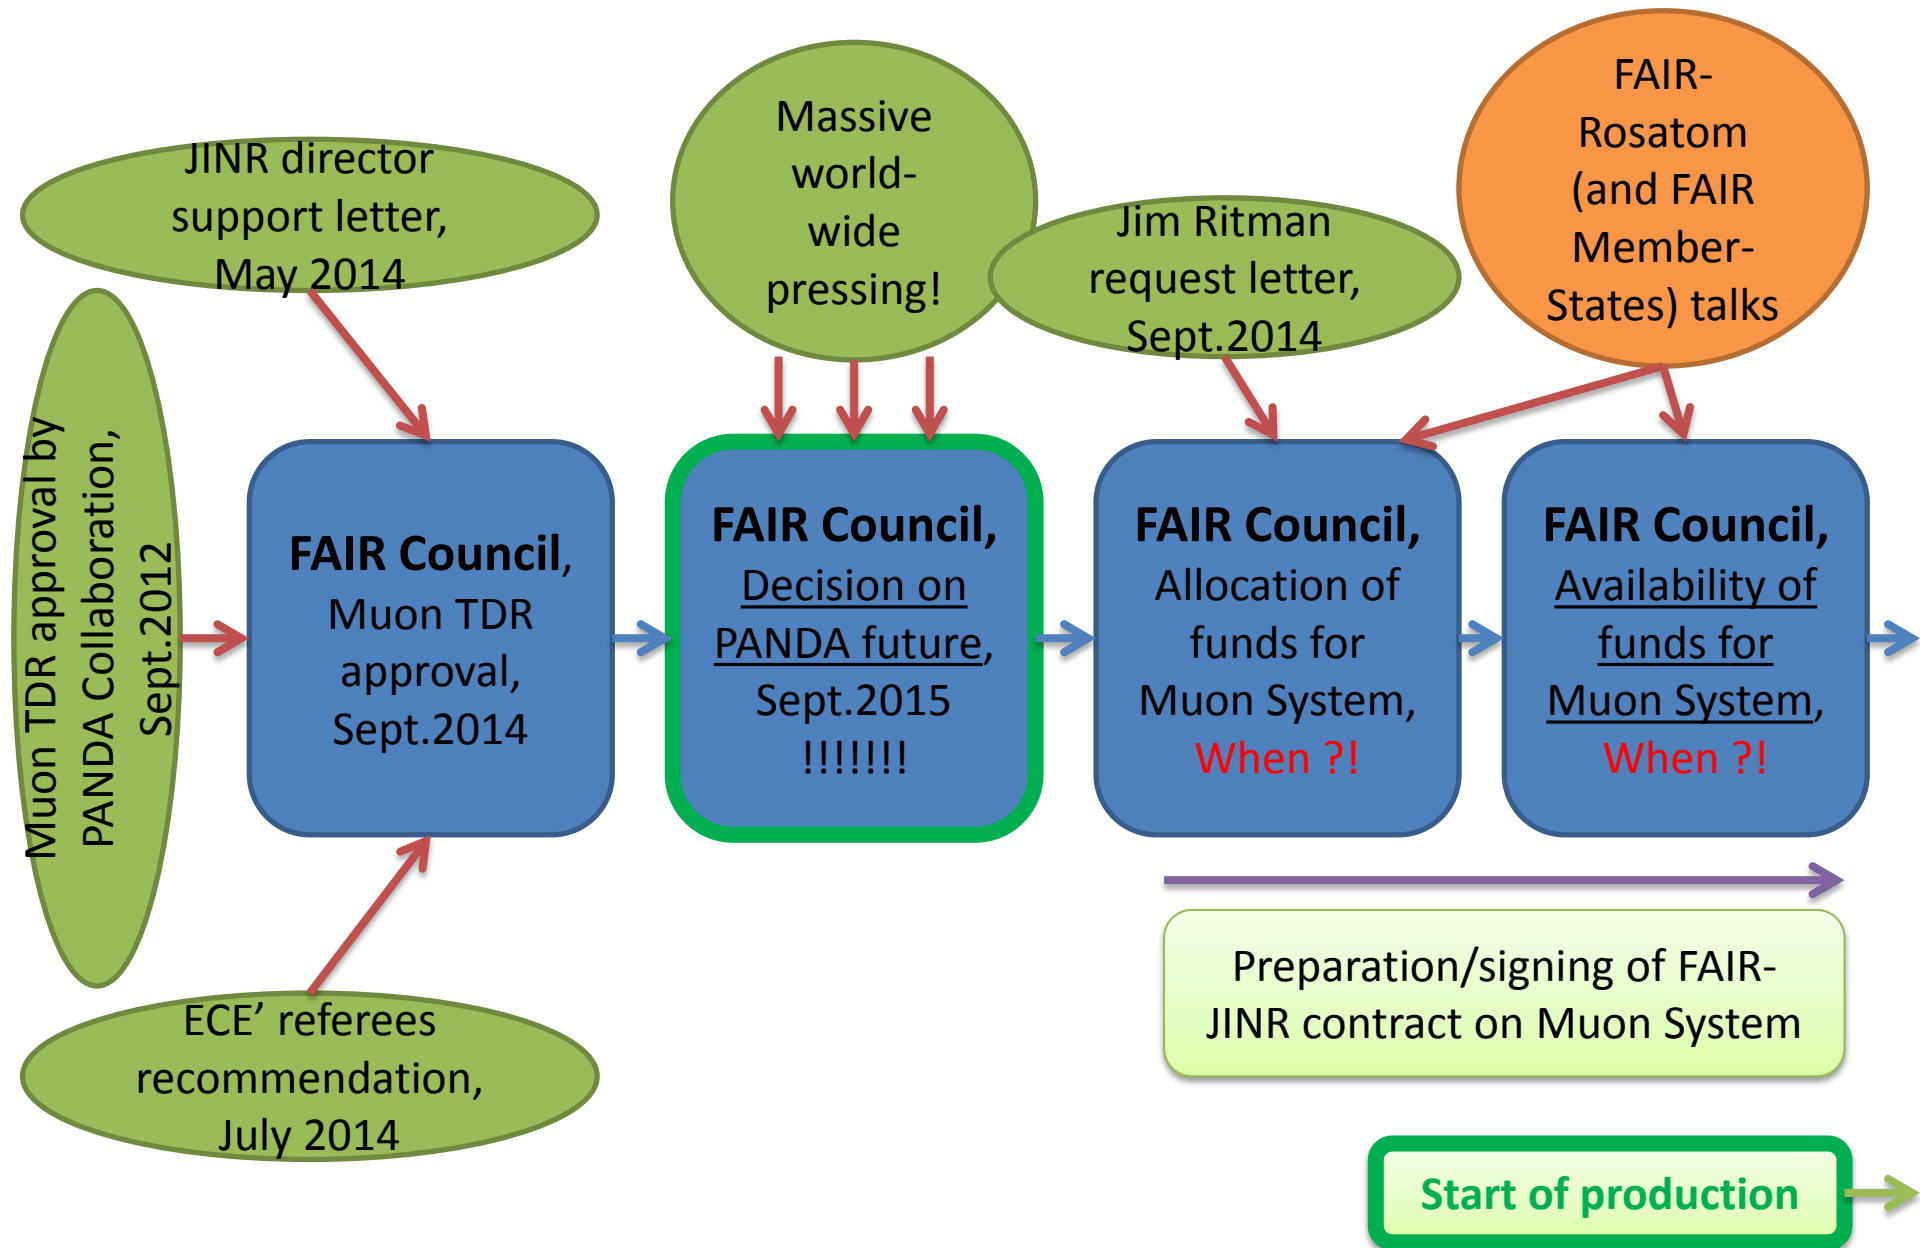 JINR director
support letter,
May 2014
Massive
world-
wide
pressing!
Jim Ritman
request letter,
Sept.2014
FAIR-
Rosatom
(and FAIR
Member-
States) talks
Muon TDR approval by
PANDA Collaboration,
Sept.2012
FAIR Council,
Muon TDR
approval,
Sept.2014
FAIR Council,
Decision on
PANDA future,
Sept.2015
!!!!!!!
FAIR Council,
Allocation of
funds for
Muon System,
When ?!
FAIR Council,
Availability of
funds for
Muon System,
When ?!
ECE’ referees
recommendation,
July 2014
Preparation/signing of FAIR-
JINR contract on Muon System
Start of production